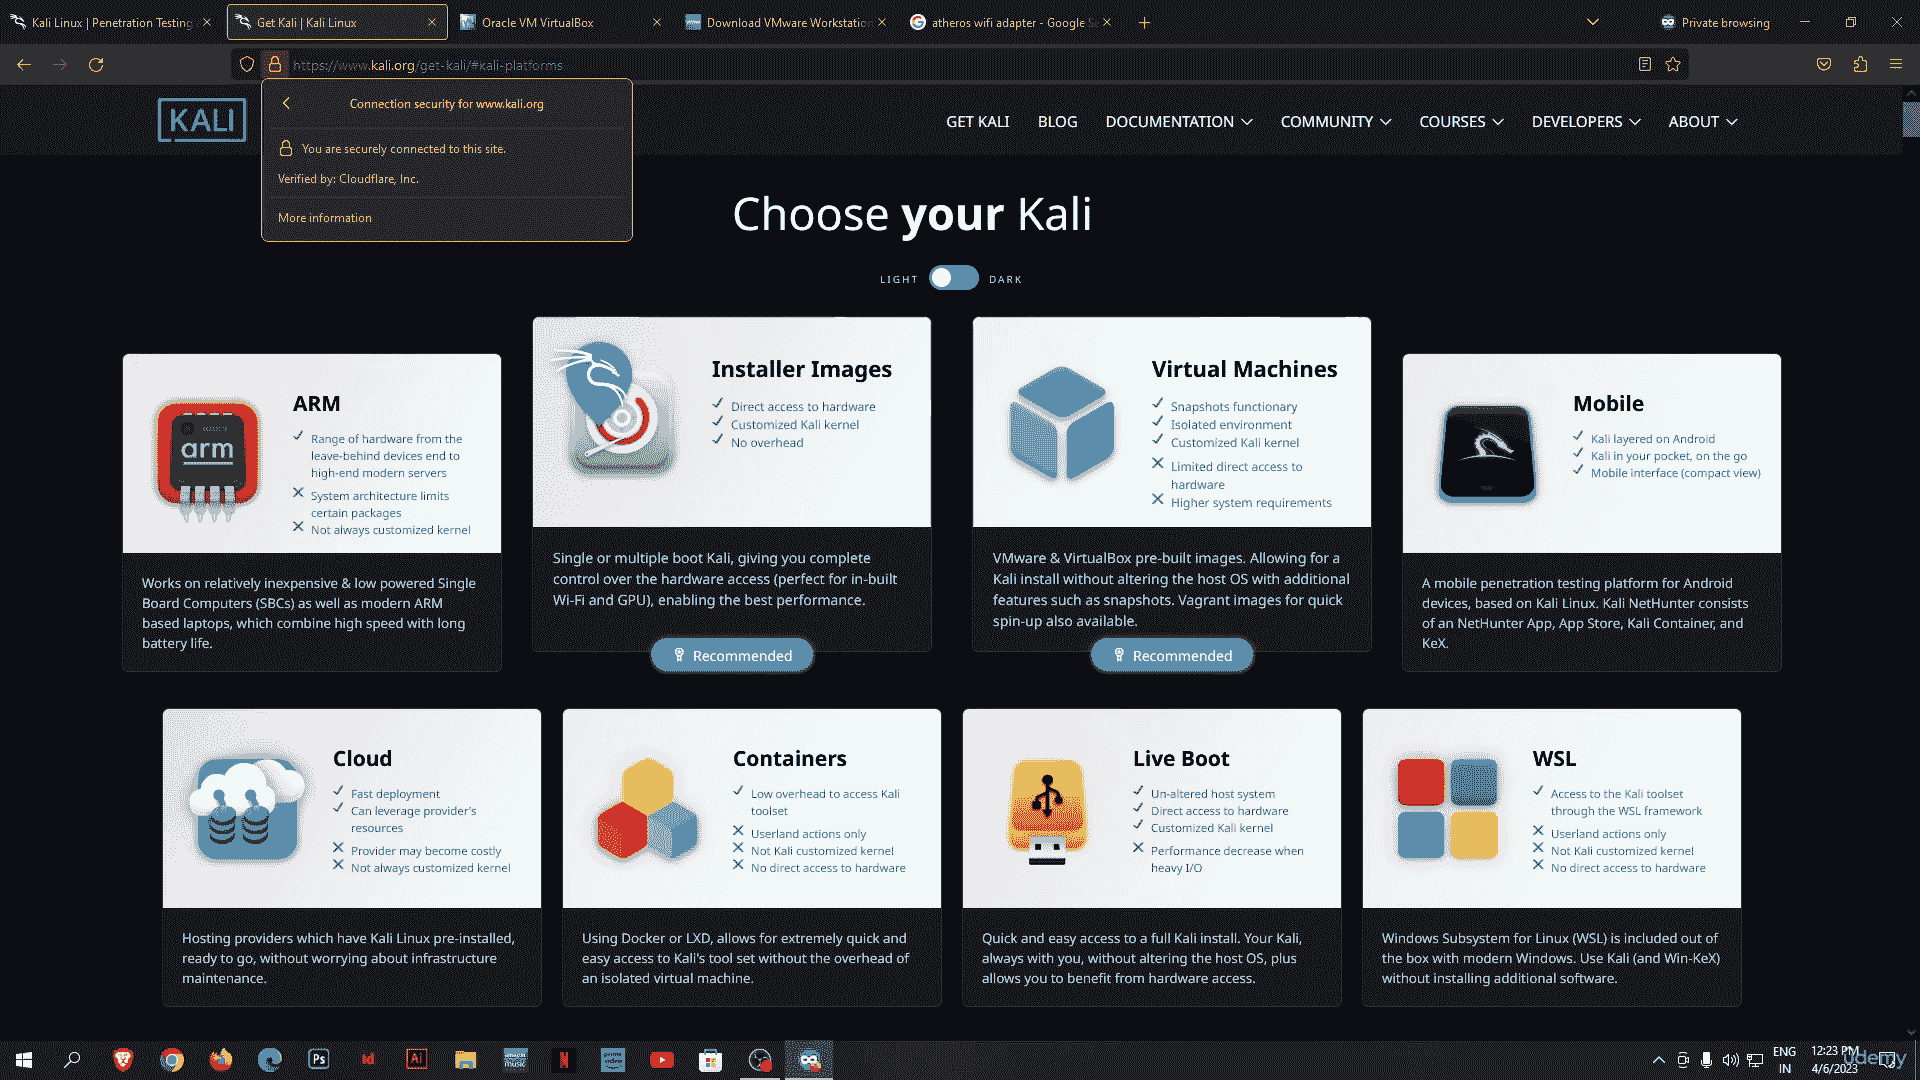 Kali Linux | Penetration Testing
Get Kali | Kali Linux
Oracle VM VirtualBox
Download VMware Workstation
atheros wifi adapter - Google Se
Private browsing
https://www.kali.org/get-kali/#kali-platforms
Connection security for www.kali.org
You are securely connected to this site.
Verified by: Cloudflare, Inc.
More information
KALI
GET KALI
BLOG
DOCUMENTATION
COMMUNITY
COURSES
DEVELOPERS
ABOUT
Choose your Kali
LIGHT
DARK
arm
ARM
Range of hardware from the
leave-behind devices end to
high-end modern servers
System architecture limits
certain packages
Not always customized kernel
Works on relatively inexpensive & low powered Single
Board Computers (SBCs) as well as modern ARM
based laptops, which combine high speed with long
battery life.
Installer Images
Direct access to hardware
Customized Kali kernel
No overhead
Single or multiple boot Kali, giving you complete
control over the hardware access (perfect for in-built
Wi-Fi and GPU), enabling the best performance.
Recommended
Virtual Machines
Snapshots functionary
Isolated environment
Customized Kali kernel
Limited direct access to
hardware
Higher system requirements
VMware & VirtualBox pre-built images. Allowing for a
Kali install without altering the host OS with additional
features such as snapshots. Vagrant images for quick
spin-up also available.
Recommended
Mobile
Kali layered on Android
Kali in your pocket, on the go
Mobile interface (compact view)
A mobile penetration testing platform for Android
devices, based on Kali Linux. Kali NetHunter consists
of an NetHunter App, App Store, Kali Container, and
KeX.
Cloud
Fast deployment
Can leverage provider's
resources
Provider may become costly
Not always customized kernel
Hosting providers which have Kali Linux pre-installed,
ready to go, without worrying about infrastructure
maintenance.
Containers
Low overhead to access Kali
toolset
Userland actions only
Not Kali customized kernel
No direct access to hardware
Using Docker or LXD, allows for extremely quick and
easy access to Kali's tool set without the overhead of
an isolated virtual machine.
Live Boot
Un-altered host system
Direct access to hardware
Customized Kali kernel
Performance decrease when
heavy I/O
Quick and easy access to a full Kali install. Your Kali,
always with you, without altering the host OS, plus
allows you to benefit from hardware access.
WSL
Access to the Kali toolset
through the WSL framework
Userland actions only
Not Kali customized kernel
No direct access to hardware
Windows Subsystem for Linux (WSL) is included out of
the box with modern Windows. Use Kali (and Win-KeX)
without installing additional software.
Ps
Id
Ai
amazon
music
N
prime
video
ENG
IN
12:23 PM
4/6/2023
udemy